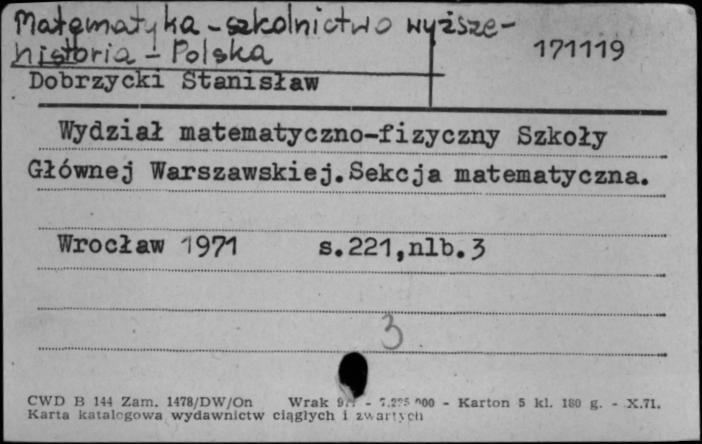 Matematyka - szkolnictwo wyższe -
historia - Polska
171119
Dobrzycki Stanisław
Wydział matematyczno-fizyczny Szkoły
Głównej Warszawskiej.Sekcja matematyczna.
Wrocław 1971 s.221,nlb.3
3
CWD B 144 Zam. 1478/DW/On Wrak - Karton 5 kl. 180 g. - X.71.
Karta katalogowa wydawnictw ciągłych i zwartych